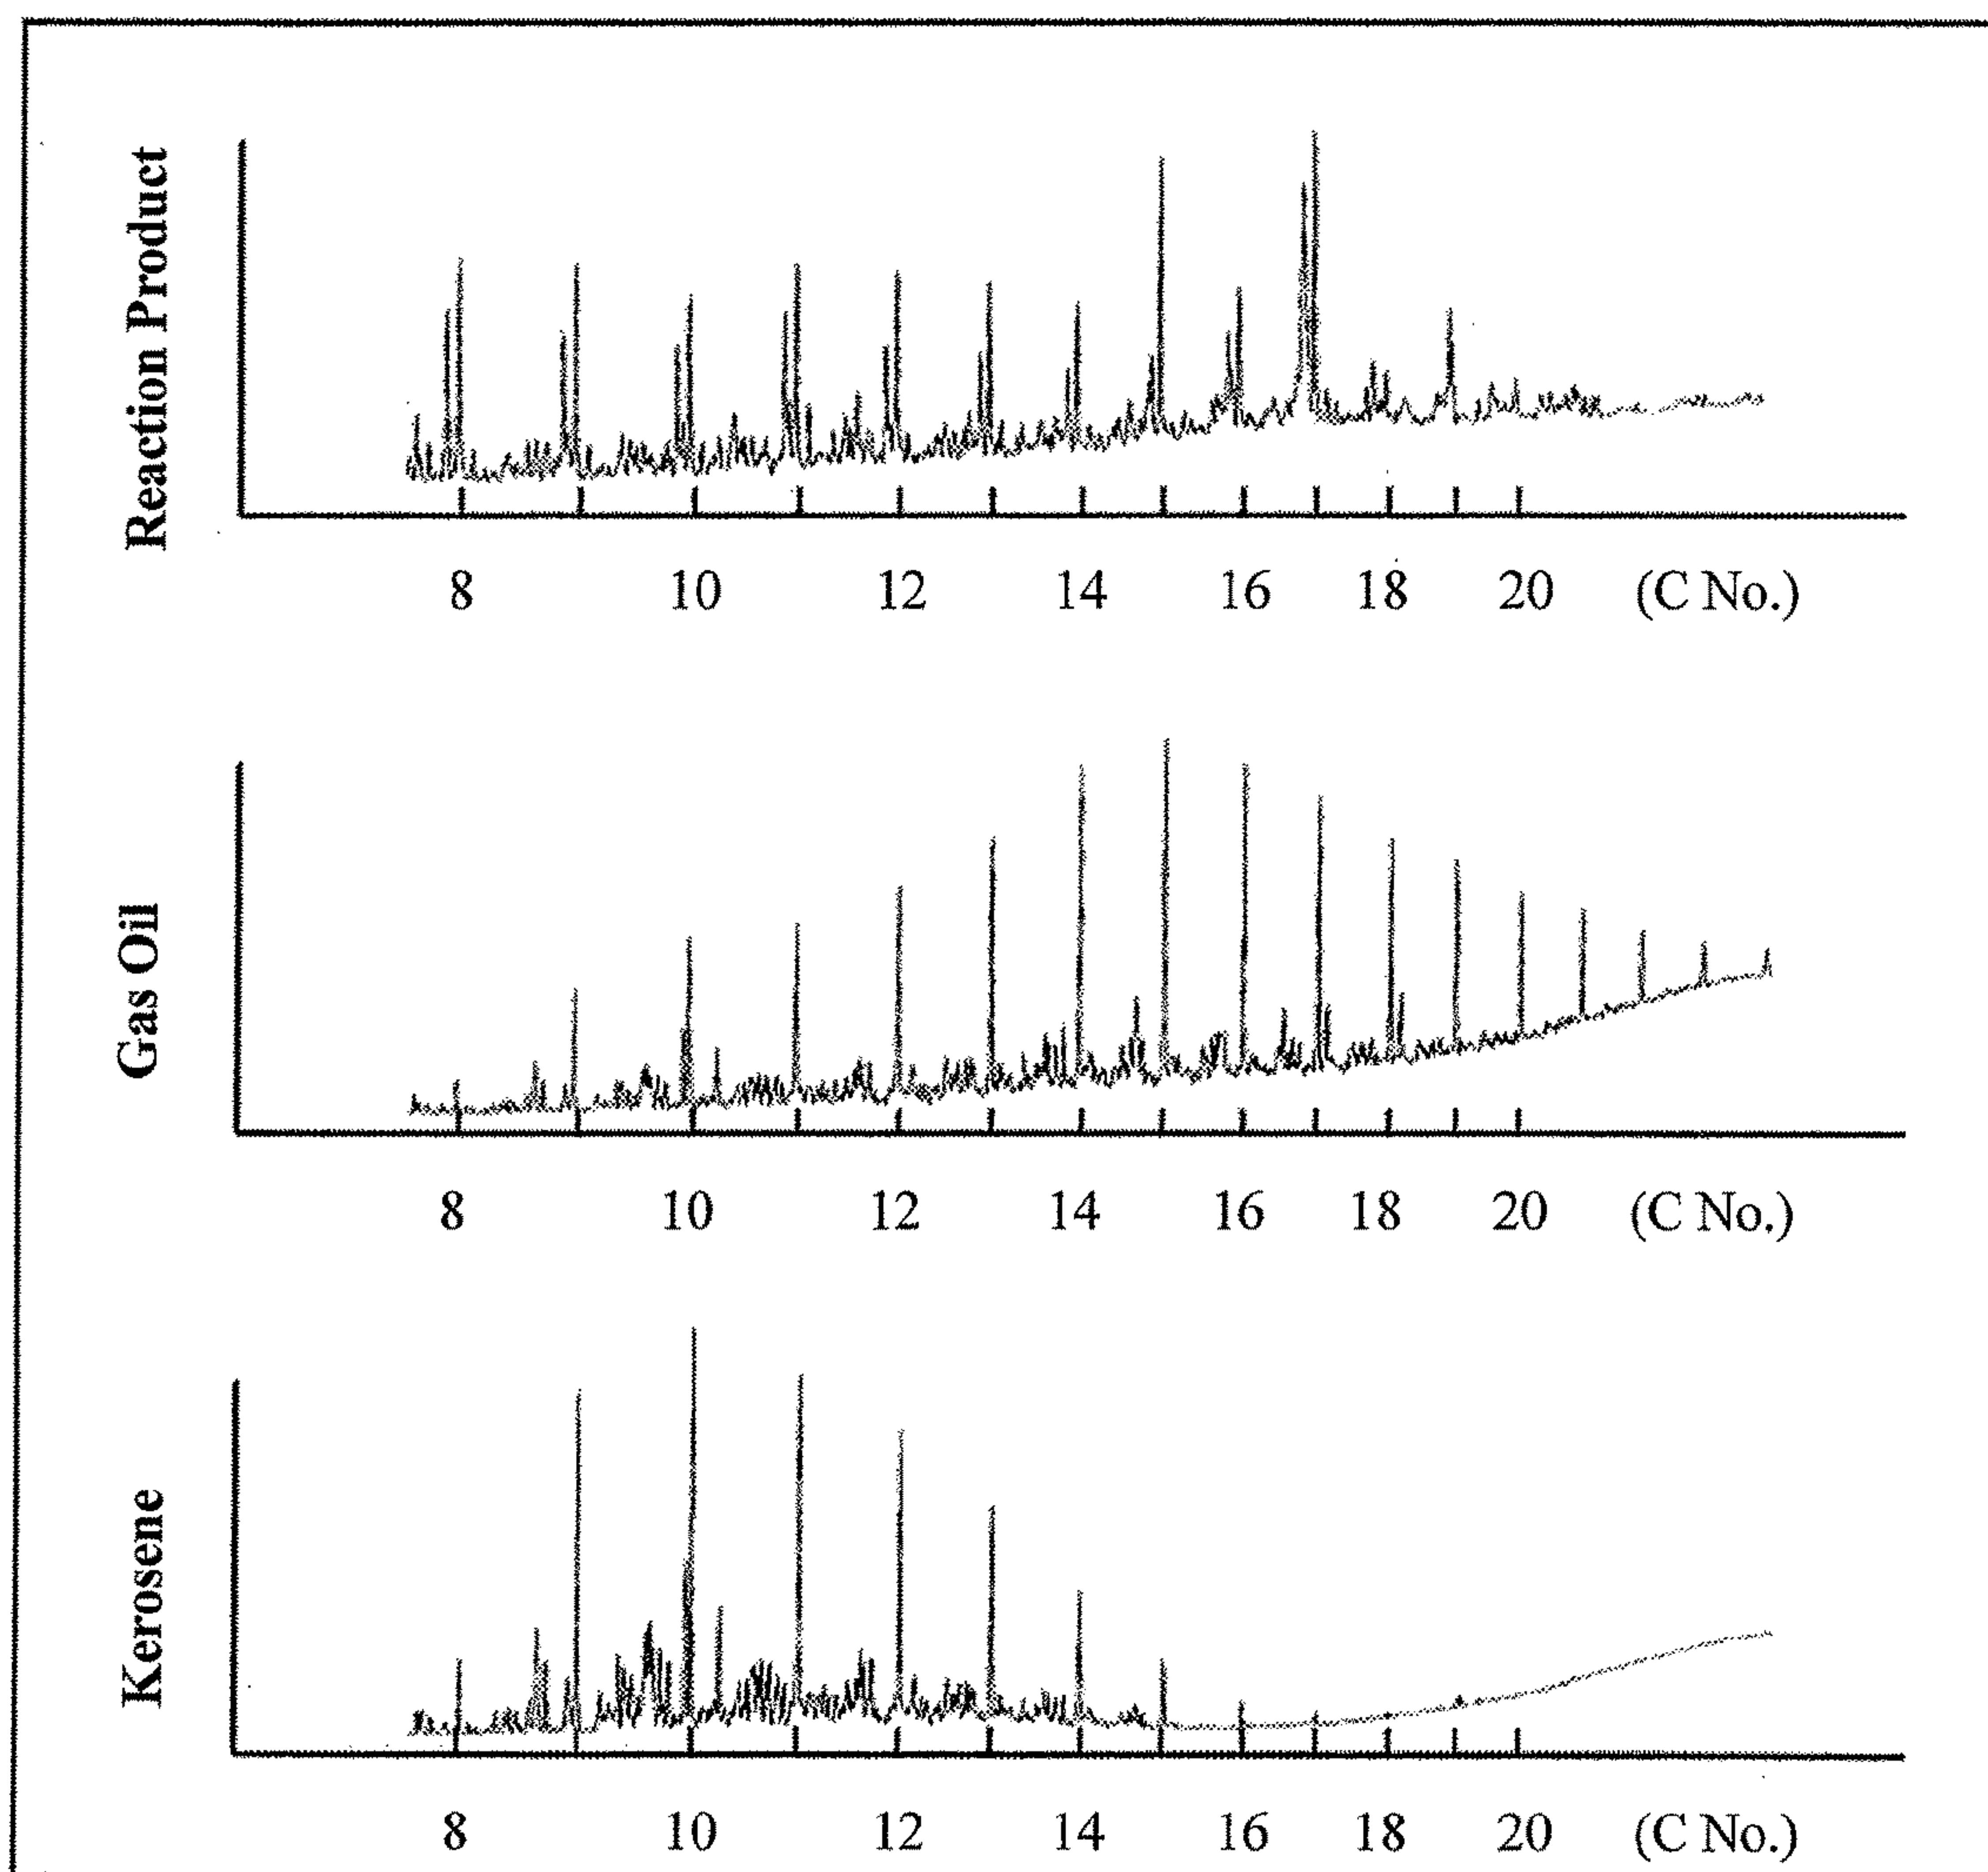 Reaction Product
8 10 12 14 16 18 20 (C No.)
Gas Oil
8 10 12 14 16 18 20 (C No.)
Kerosene
8 10 12 14 16 18 20 (C No.)